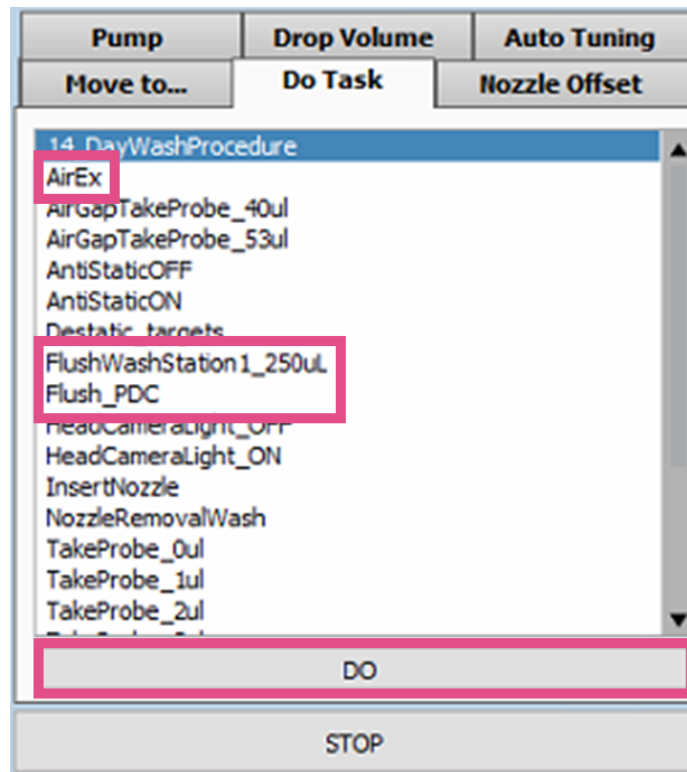 Pump Drop Volume Auto Tuning
Move to... Do Task Nozzle Offset
14_DayWashProcedure
AirEx
AirGapTakeProbe_40ul
AirGapTakeProbe_53ul
AntiStaticOFF
AntiStaticON
Destatic_targets
FlushWashStation1_250uL
Flush_PDC
HeadCameraLight_OFF
HeadCameraLight_ON
InsertNozzle
NozzleRemovalWash
TakeProbe_0ul
TakeProbe_1ul
TakeProbe_2ul
DO
STOP